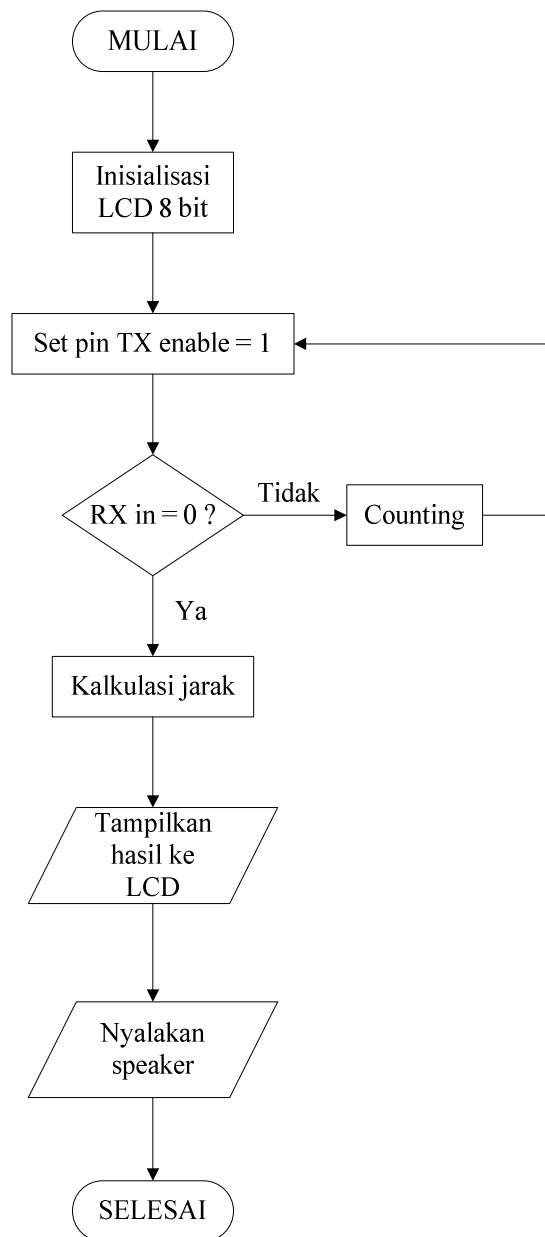 MULAI
Inisialisasi
LCD 8 bit
Set pin TX enable = 1
RX in = 0 ?
Tidak
Counting
Ya
Kalkulasi jarak
Tampilkan
hasil ke
LCD
Nyalakan
speaker
SELESAI